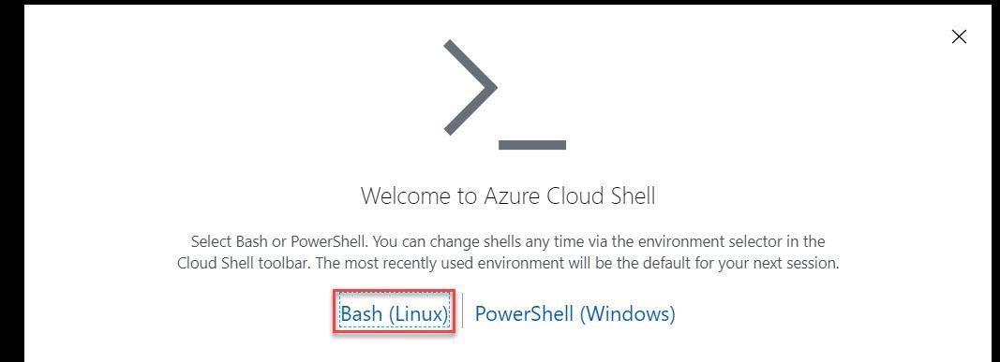 Welcome to Azure Cloud Shell
Select Bash or PowerShell. You can change shells any time via the environment selector in the
Cloud Shell toolbar. The most recently used environment will be the default for your next session.
Bash (Linux) PowerShell (Windows)